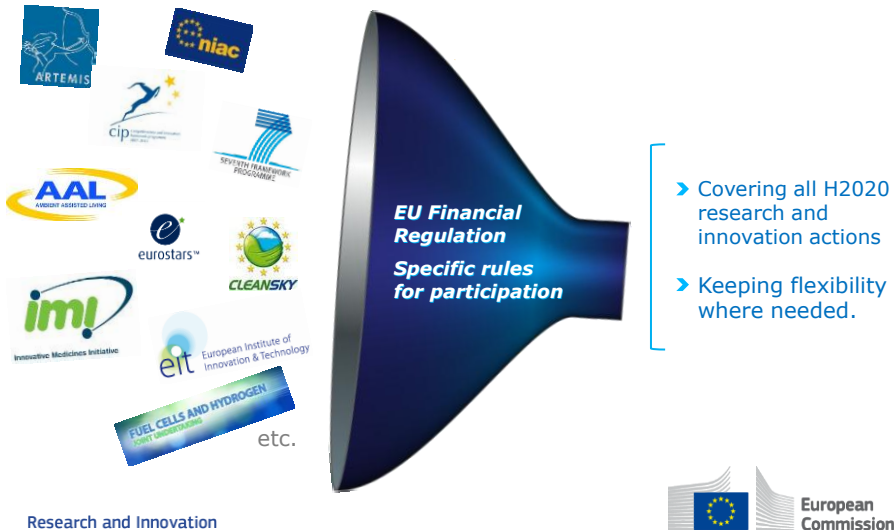 ARTEMIS
eniac
cip
SEVENTH FRAMEWORK
PROGRAMME
AAL
AMBIENT ASSISTED LIVING
eurostars™
CLEANSKY
imi
Innovative Medicines Initiative
eit
European Institute of
Innovation & Technology
FUEL CELLS AND HYDROGEN
JOINT UNDERTAKING
etc.
EU Financial
Regulation
Specific rules
for participation
Covering all H2020
research and
innovation actions
Keeping flexibility
where needed.
Research and Innovation
European
Commission